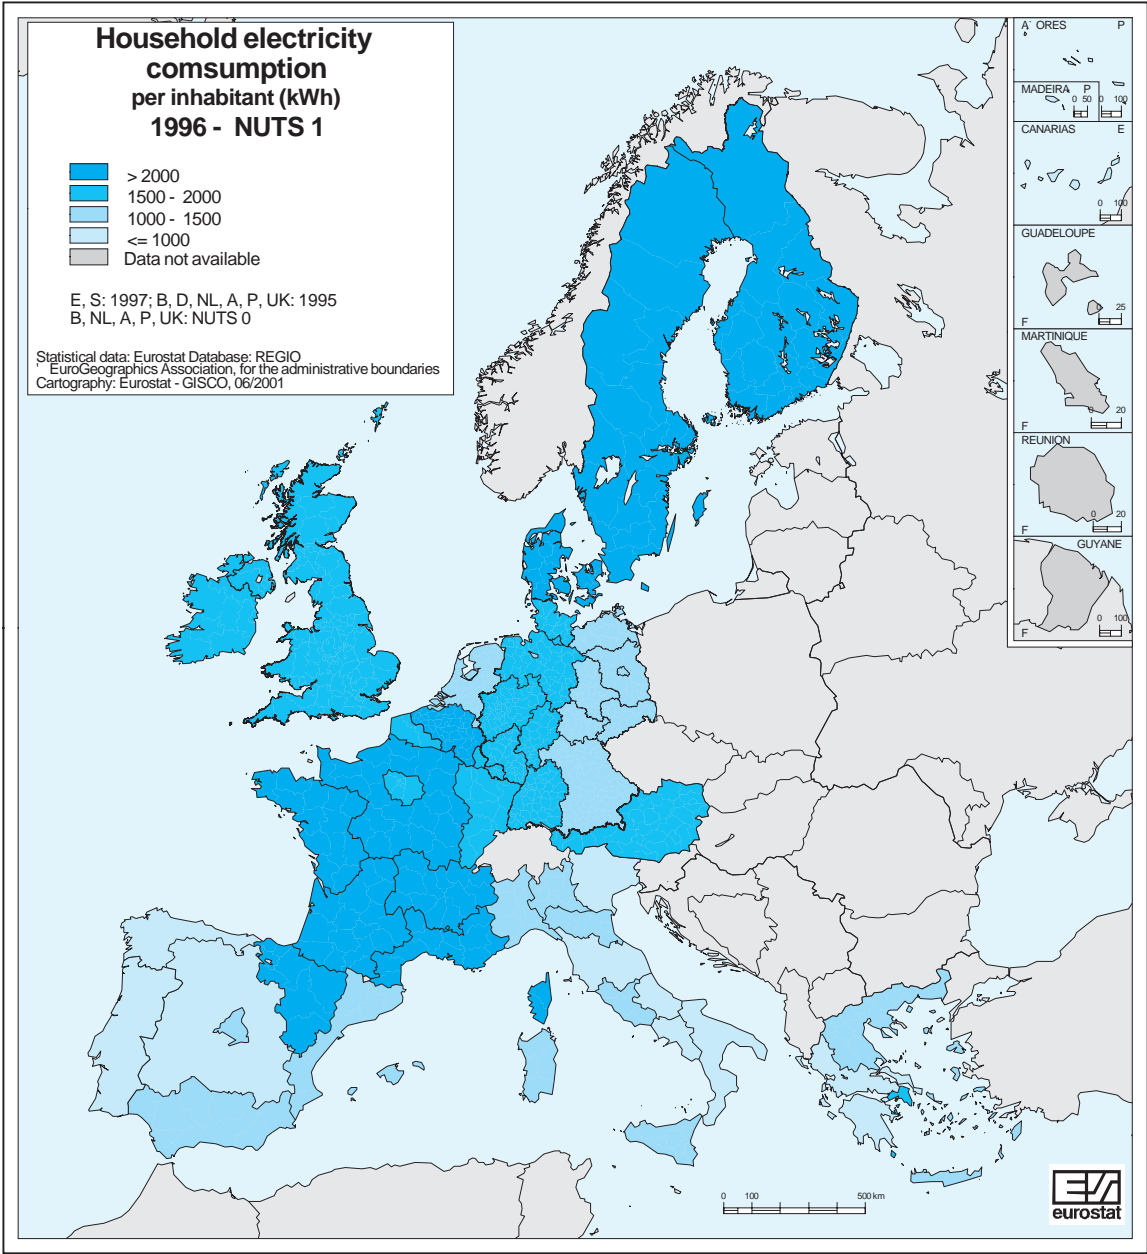 Household electricity
comsumption
per inhabitant (kWh)
1996 - NUTS 1
> 2000
1500 - 2000
1000 - 1500
<= 1000
Data not available
E, S: 1997; B, D, NL, A, P, UK: 1995
B, NL, A, P, UK: NUTS 0
Statistical data: Eurostat Database: REGIO
EuroGeographics Association, for the administrative boundaries
Cartography: Eurostat - GISCO, 06/2001
A´ ORES P
MADEIRA P
0 50 0 100
CANARIAS E
0 100
GUADELOUPE
0 25
F
MARTINIQUE
0 20
F
REUNION
0 20
F
GUYANE
0 100
F
0 100 500 km
eurostat